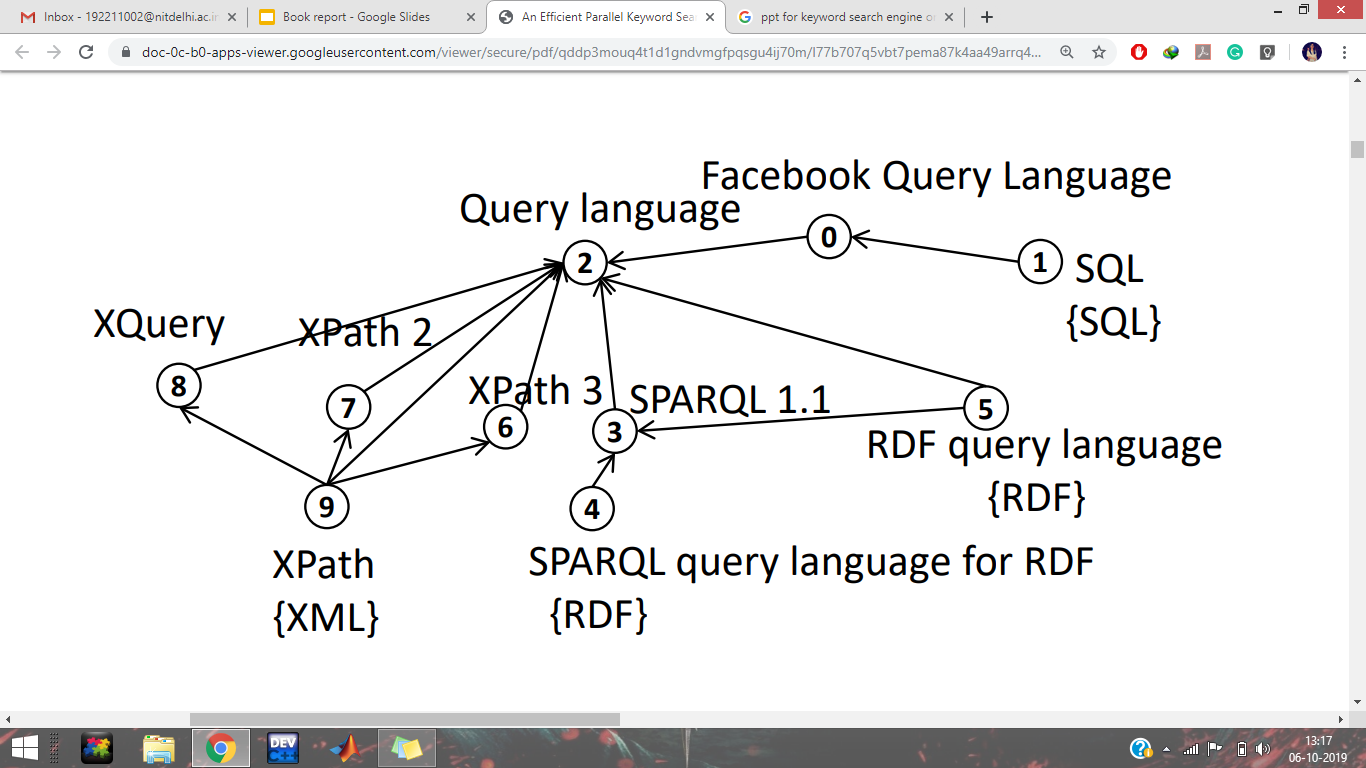 Inbox - 192211002@nitdelhi.ac.in
Book report - Google Slides
An Efficient Parallel Keyword Sea
ppt for keyword search engine o
doc-0c-b0-apps-viewer.googleusercontent.com/viewer/secure/pdf/qddp3mouq4t1d1gndvmgfpqsgu4ij70m/l77b707q5vbt7pema87k4aa49arrq4...
Facebook Query Language
Query language
0
2
1
SQL
{SQL}
XQuery
XPath 2
8
7
XPath 3
6
SPARQL 1.1
3
5
RDF query language
{RDF}
9
4
XPath
{XML}
SPARQL query language for RDF
{RDF}
DEV
C++
13:17
06-10-2019